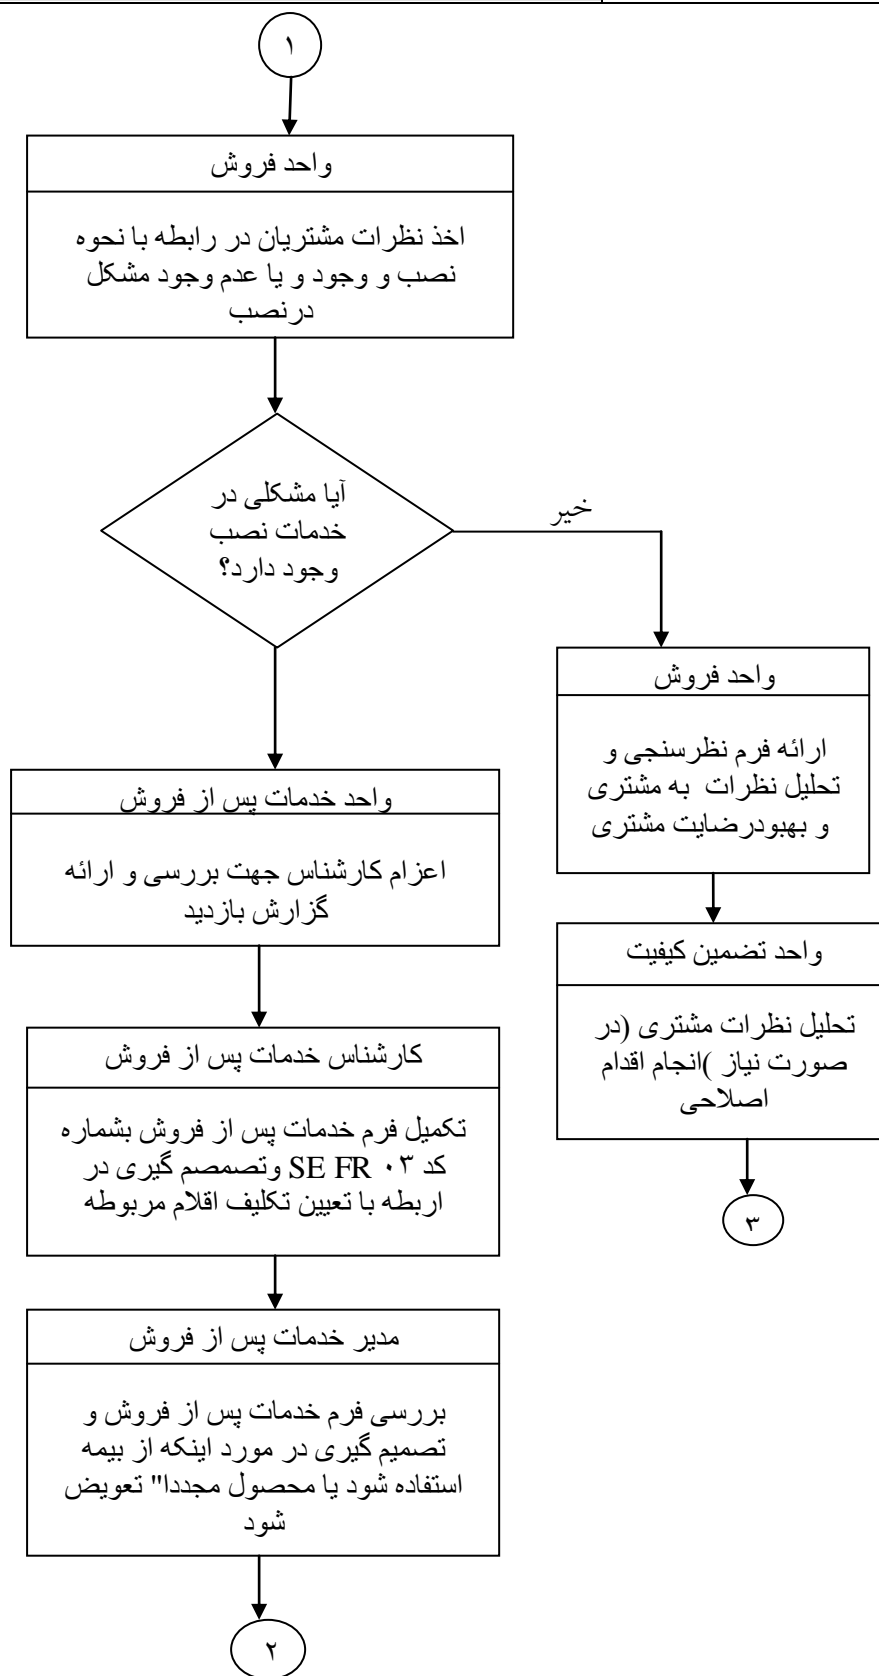 ۱
واحد فروش
اخذ نظرات مشتریان در رابطه با نحوه
نصب و وجود و یا عدم وجود مشکل
درنصب
آیا مشکلی در
خدمات نصب
وجود دارد؟
خیر
واحد فروش
ارائه فرم نظرسنجی و
تحلیل نظرات به مشتری
و بهبودرضایت مشتری
واحد تضمین کیفیت
تحلیل نظرات مشتری (در
صورت نیاز )انجام اقدام
اصلاحی
۳
واحد خدمات پس از فروش
اعزام کارشناس جهت بررسی و ارائه
گزارش بازدید
کارشناس خدمات پس از فروش
تکمیل فرم خدمات پس از فروش بشماره
کد SE FR ۰۳ وتصمصم گیری در
اربطه با تعیین تکلیف اقلام مربوطه
مدیر خدمات پس از فروش
بررسی فرم خدمات پس از فروش و
تصمیم گیری در مورد اینکه از بیمه
استفاده شود یا محصول مجددا" تعویض
شود
۲